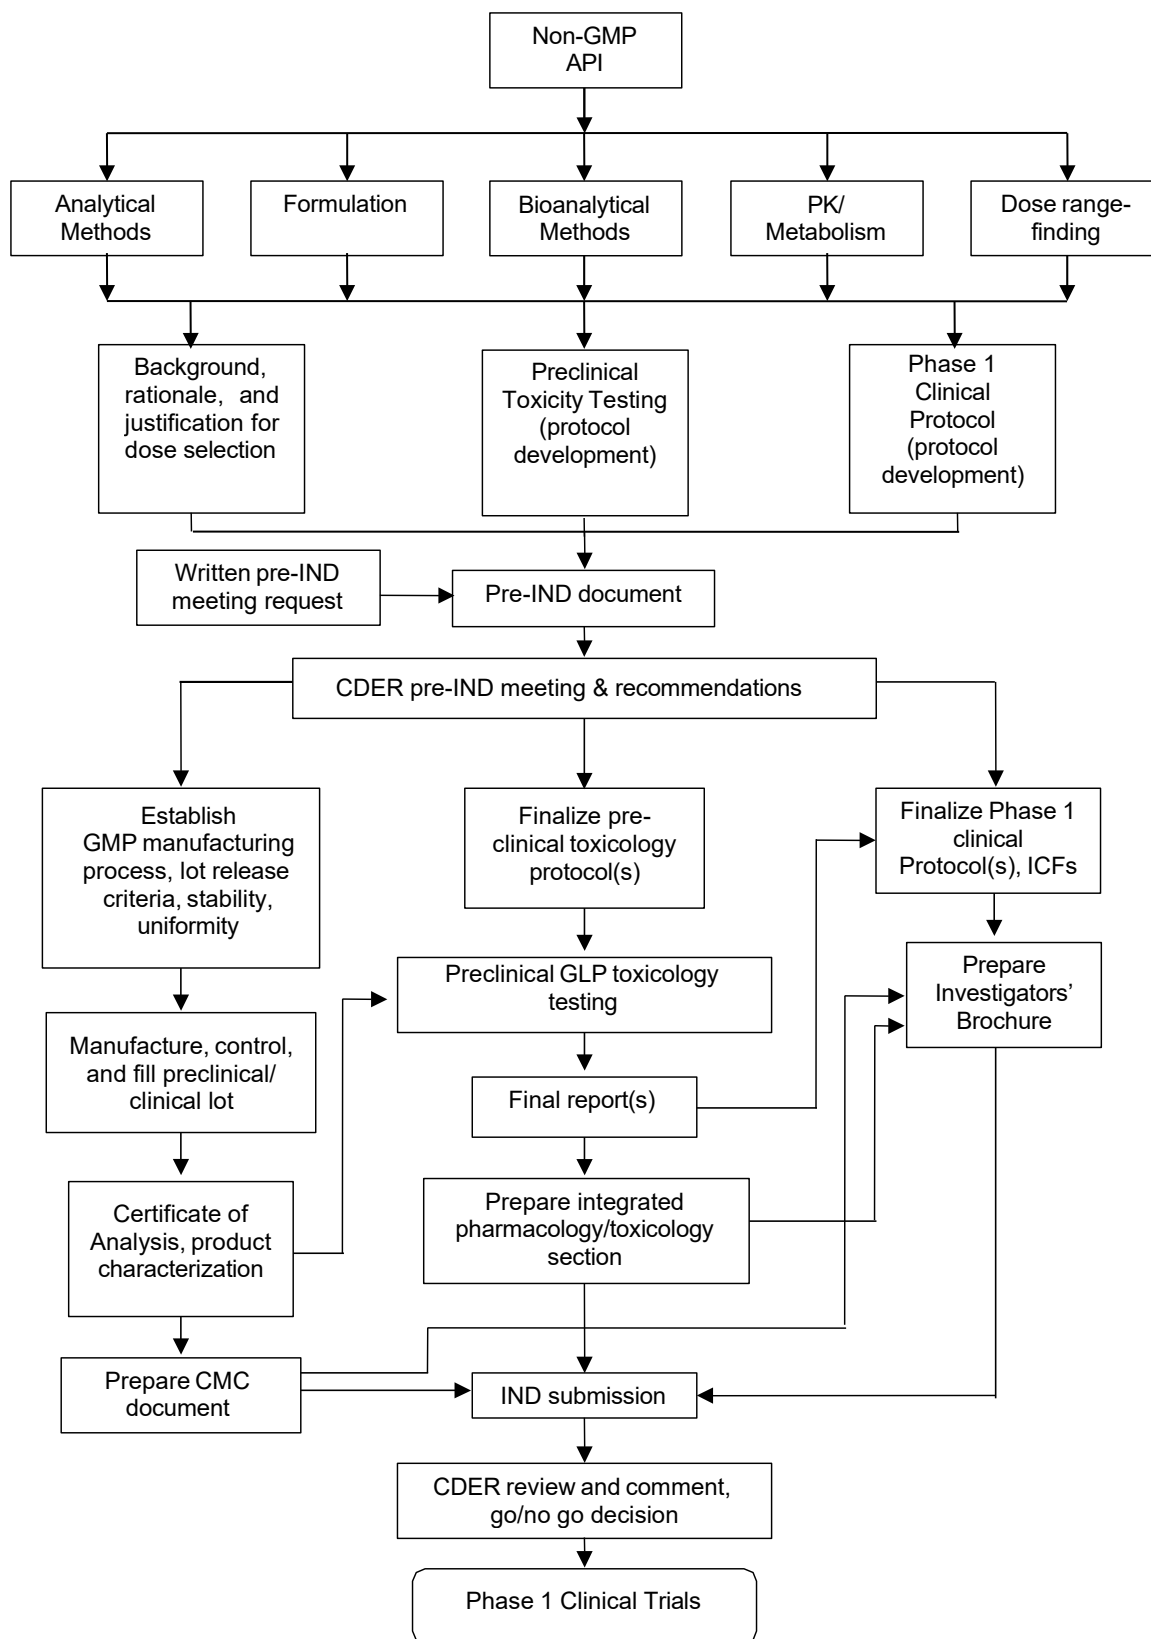 Non-GMP
API
Analytical
Methods
Formulation
Bioanalytical
Methods
PK/
Metabolism
Dose range-
finding
Background,
rationale, and
justification for
dose selection
Preclinical
Toxicity Testing
(protocol
development)
Phase 1
Clinical
Protocol
(protocol
development)
Written pre-IND
meeting request
Pre-IND document
CDER pre-IND meeting & recommendations
Establish
GMP manufacturing
process, lot release
criteria, stability,
uniformity
Finalize pre-
clinical toxicology
protocol(s)
Finalize Phase 1
clinical
Protocol(s), ICFs
Preclinical GLP toxicology
testing
Prepare
Investigators’
Brochure
Manufacture, control,
and fill preclinical/
clinical lot
Final report(s)
Certificate of
Analysis, product
characterization
Prepare integrated
pharmacology/toxicology
section
Prepare CMC
document
IND submission
CDER review and comment,
go/no go decision
Phase 1 Clinical Trials